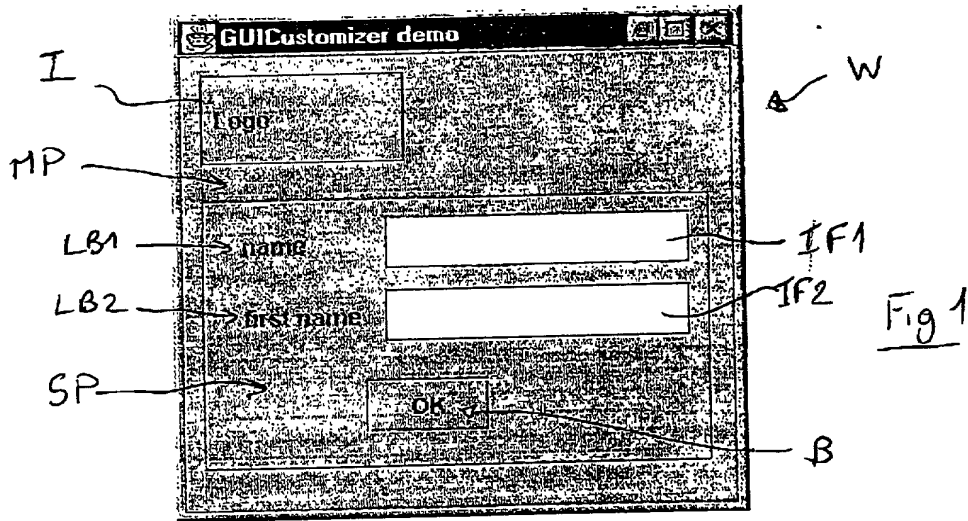 GUICustomizer demo
I
W
Logo
MP
LB1
name
IF1
LB2
first name
IF2
Fig 1
SP
OK
B